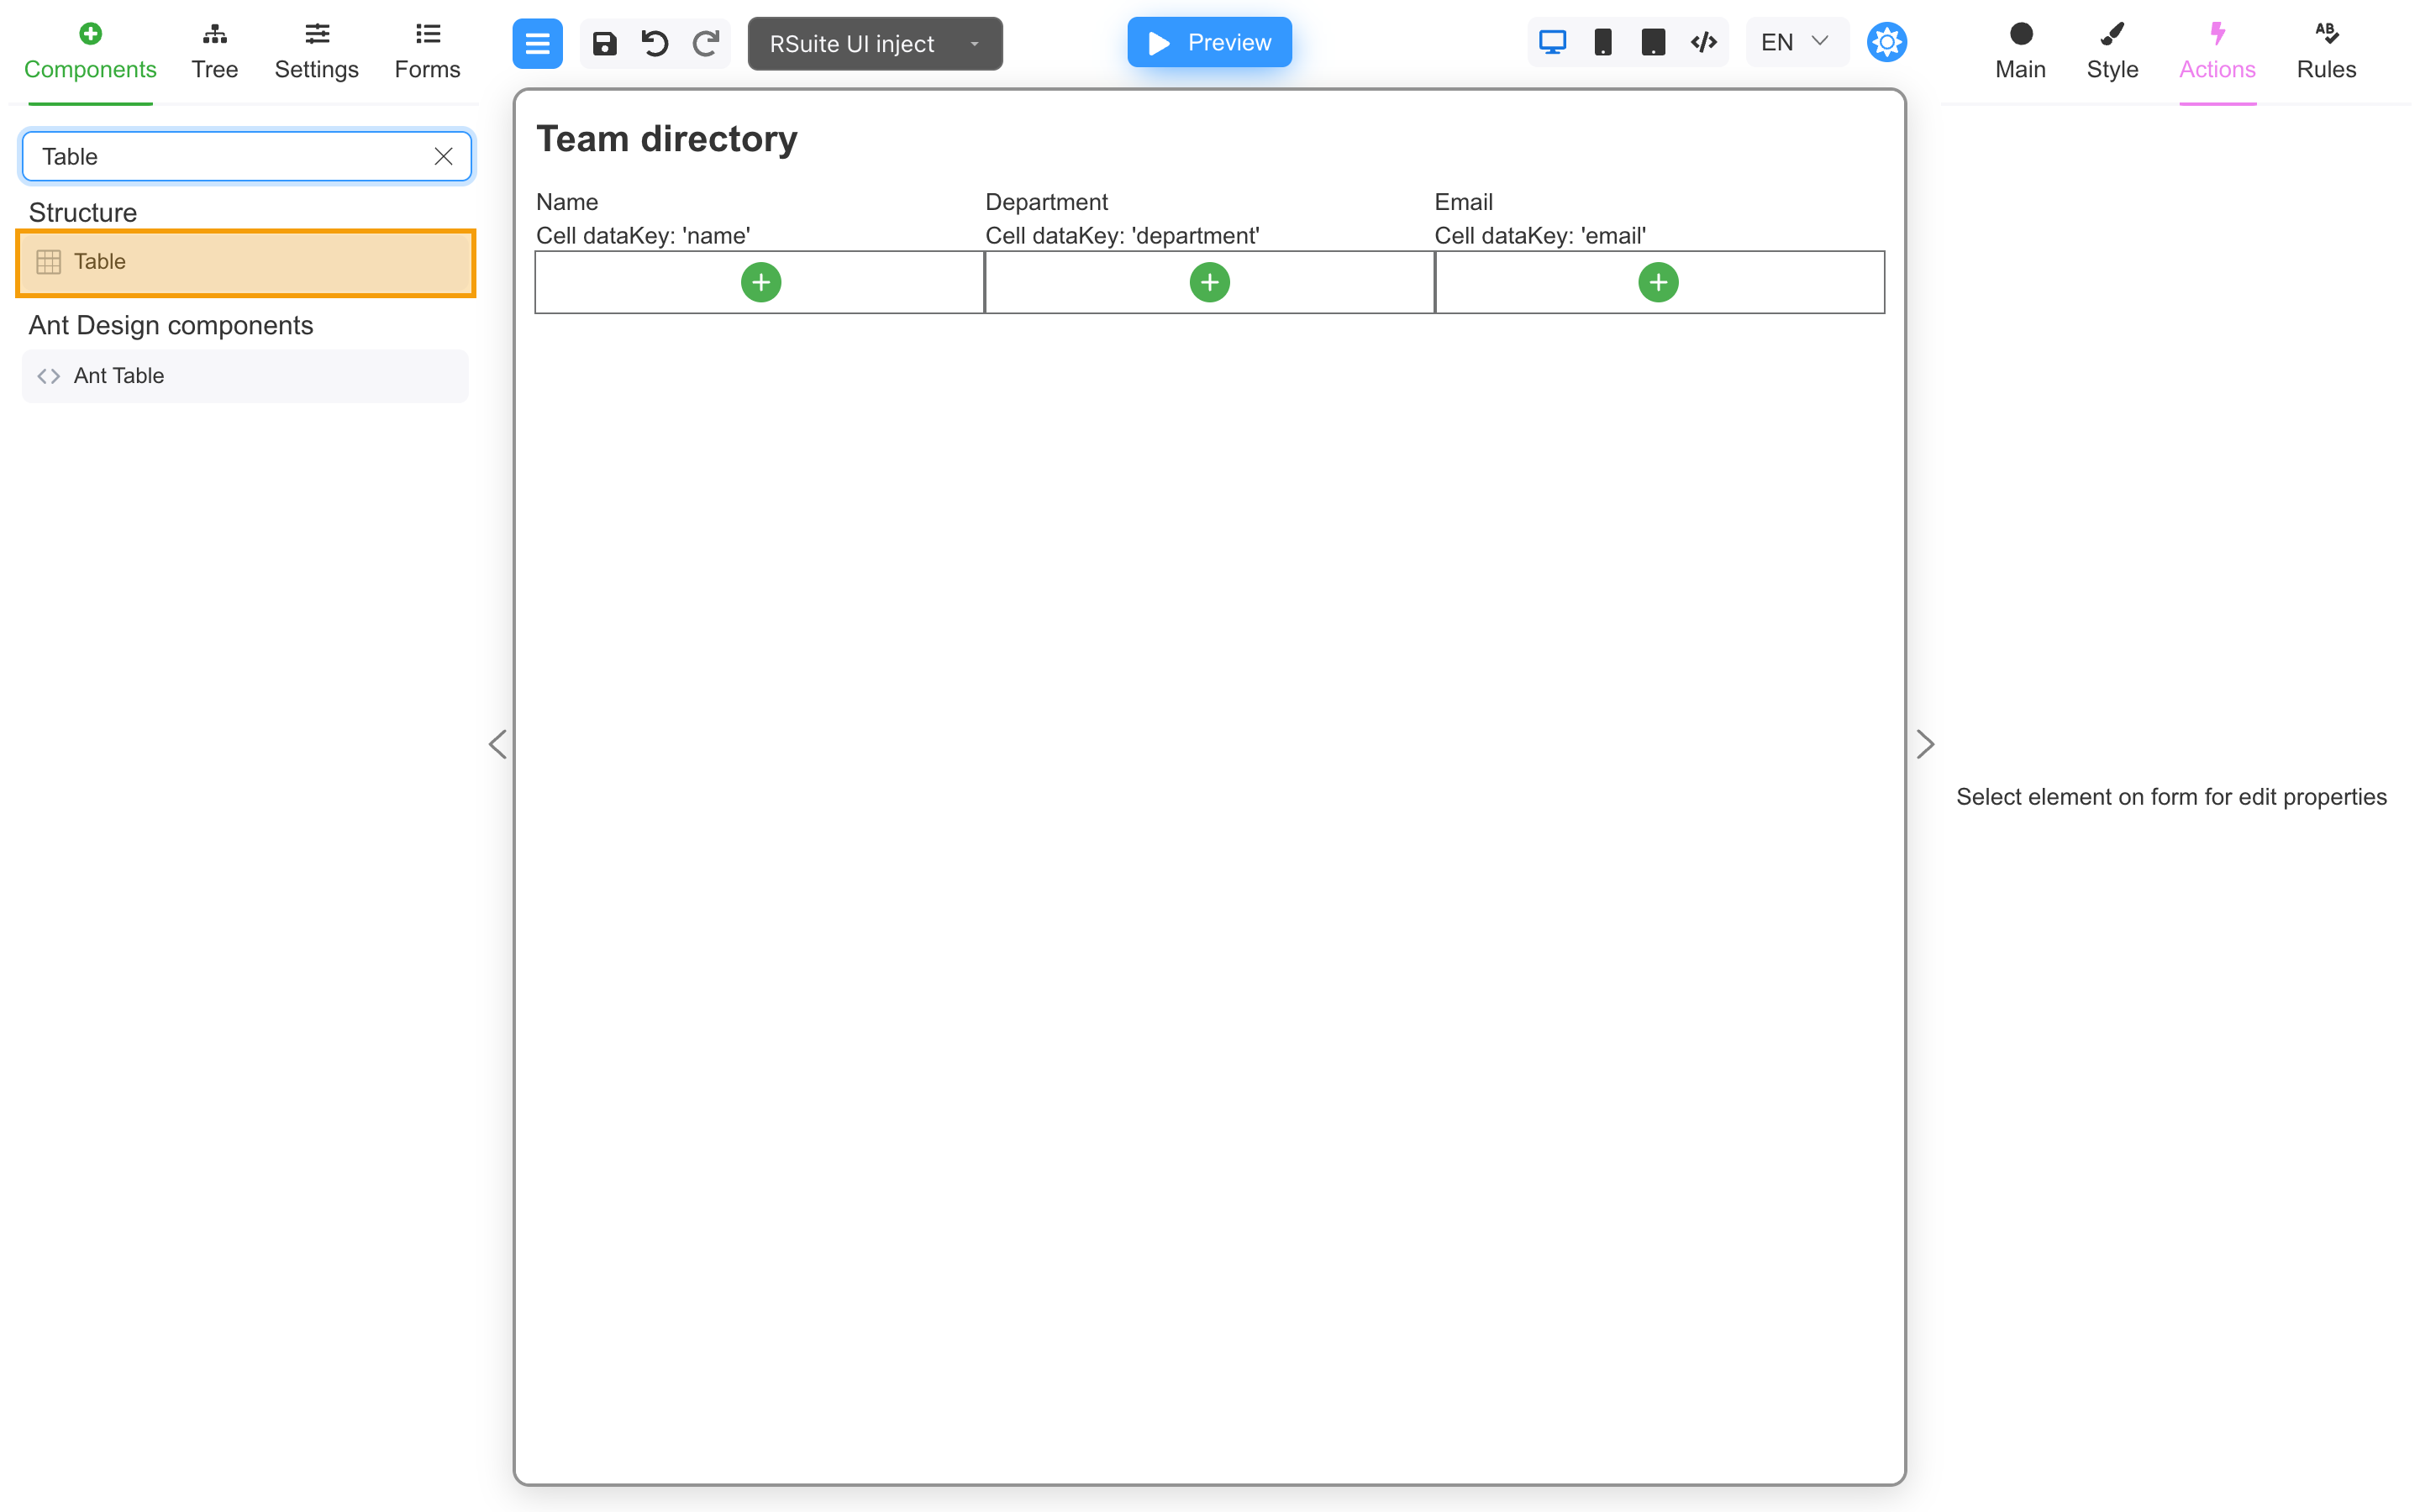 Components Tree Settings Forms
RSuite UI inject
Preview
EN
Main Style Actions Rules
Table
Structure
Table
Ant Design components
Ant Table
Team directory
Name Department Email
Cell dataKey: 'name' Cell dataKey: 'department' Cell dataKey: 'email'
Select element on form for edit properties